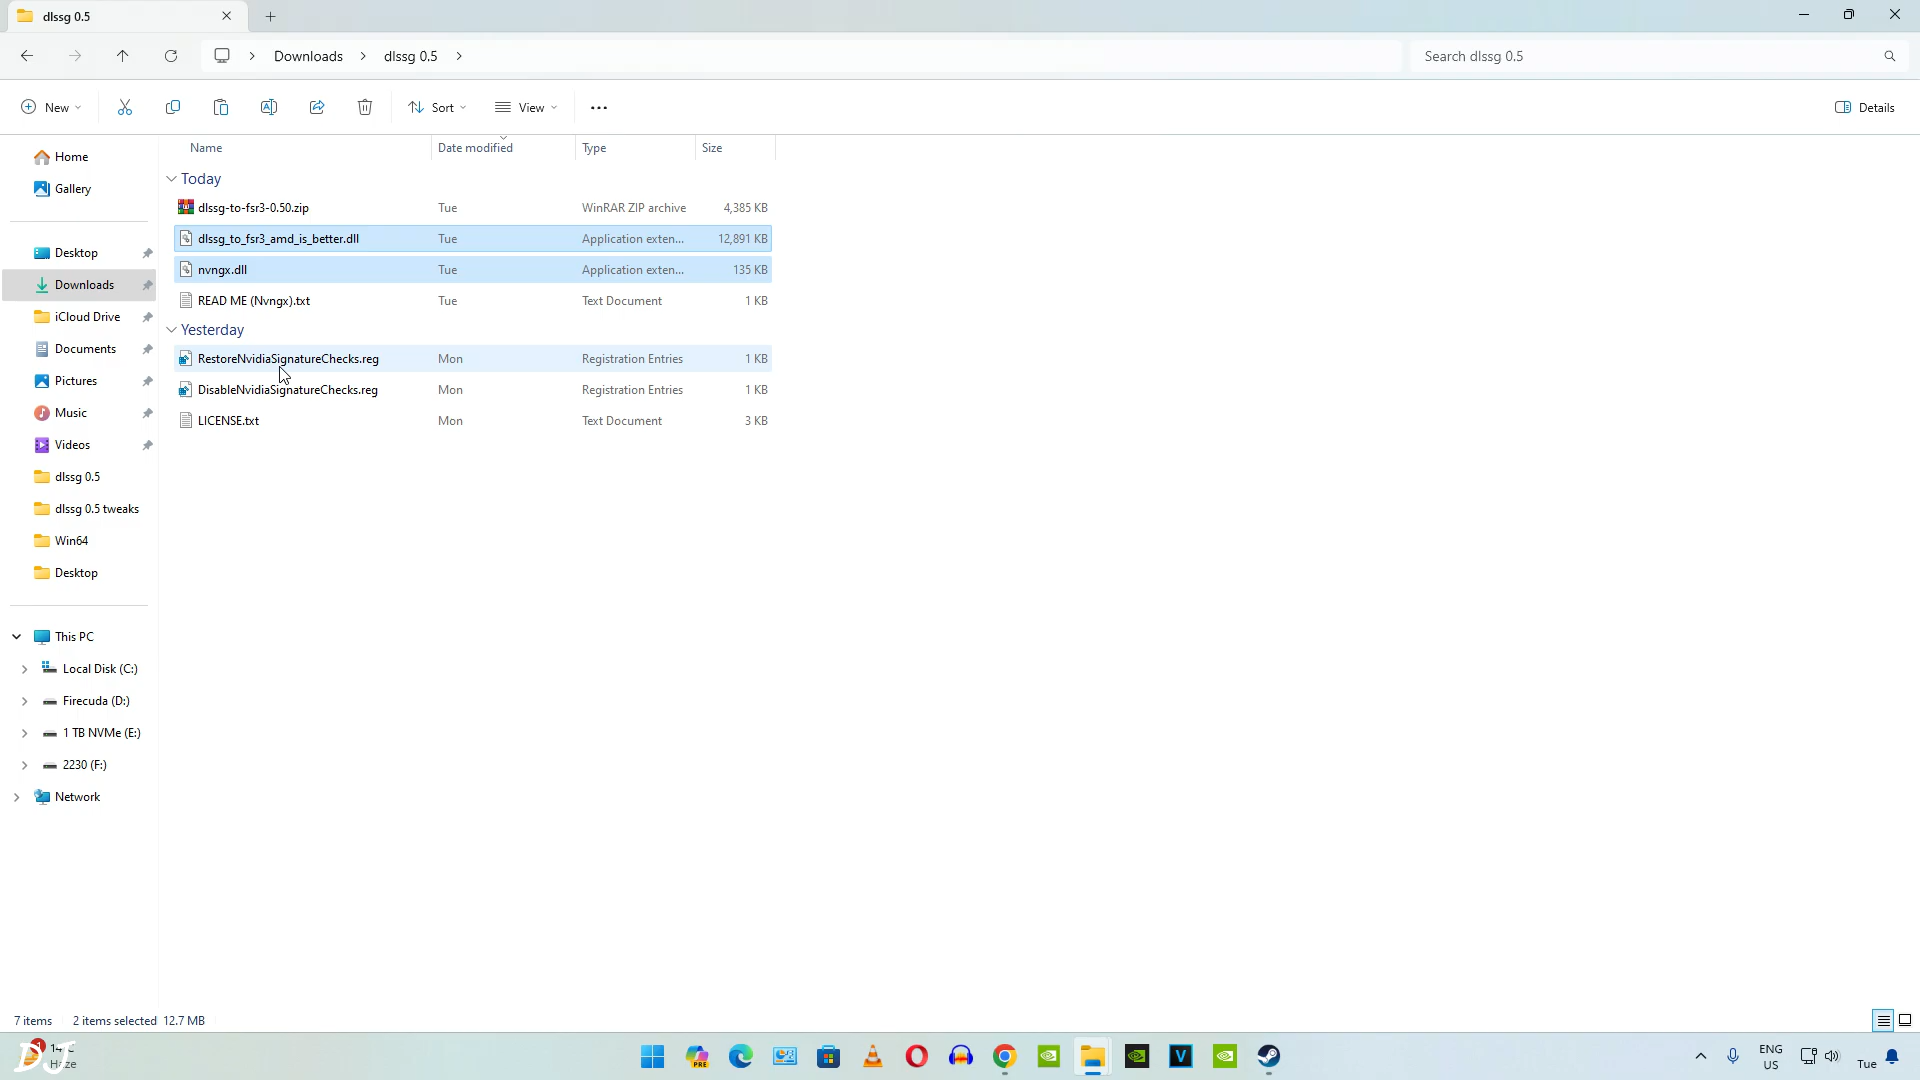 dlssg 0.5
Downloads
dlssg 0.5
Search dlssg 0.5
New
Sort
View
Details
Name
Date modified
Type
Size
Today
dlssg-to-fsr3-0.50.zip Tue WinRAR ZIP archive 4,385 KB
dlssg_to_fsr3_amd_is_better.dll Tue Application exten... 12,891 KB
nvngx.dll Tue Application exten... 135 KB
READ ME (Nvngx).txt Tue Text Document 1 KB
Yesterday
RestoreNvidiaSignatureChecks.reg Mon Registration Entries 1 KB
DisableNvidiaSignatureChecks.reg Mon Registration Entries 1 KB
LICENSE.txt Mon Text Document 3 KB
Home
Gallery
Desktop
Downloads
iCloud Drive
Documents
Pictures
Music
Videos
dlssg 0.5
dlssg 0.5 tweaks
Win64
Desktop
This PC
Local Disk (C:)
Firecuda (D:)
1 TB NVMe (E:)
2230 (F:)
Network
7 items 2 items selected 12.7 MB
Haze
DJ
PRE
V
ENG
US
Tue